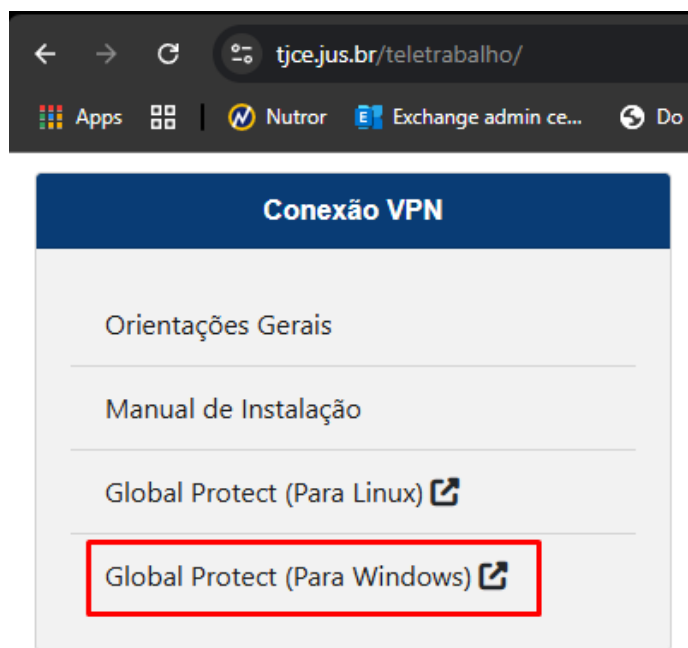 tjce.jus.br/teletrabalho/
Apps Nutror Exchange admin ce... Do
Conexão VPN
Orientações Gerais
Manual de Instalação
Global Protect (Para Linux)
Global Protect (Para Windows)